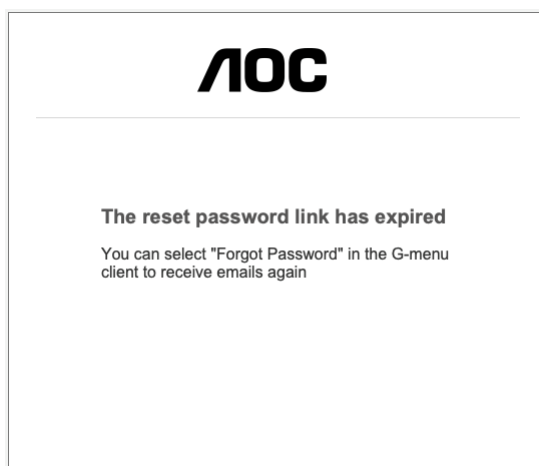 AOC
The reset password link has expired
You can select "Forgot Password" in the G-menu
client to receive emails again